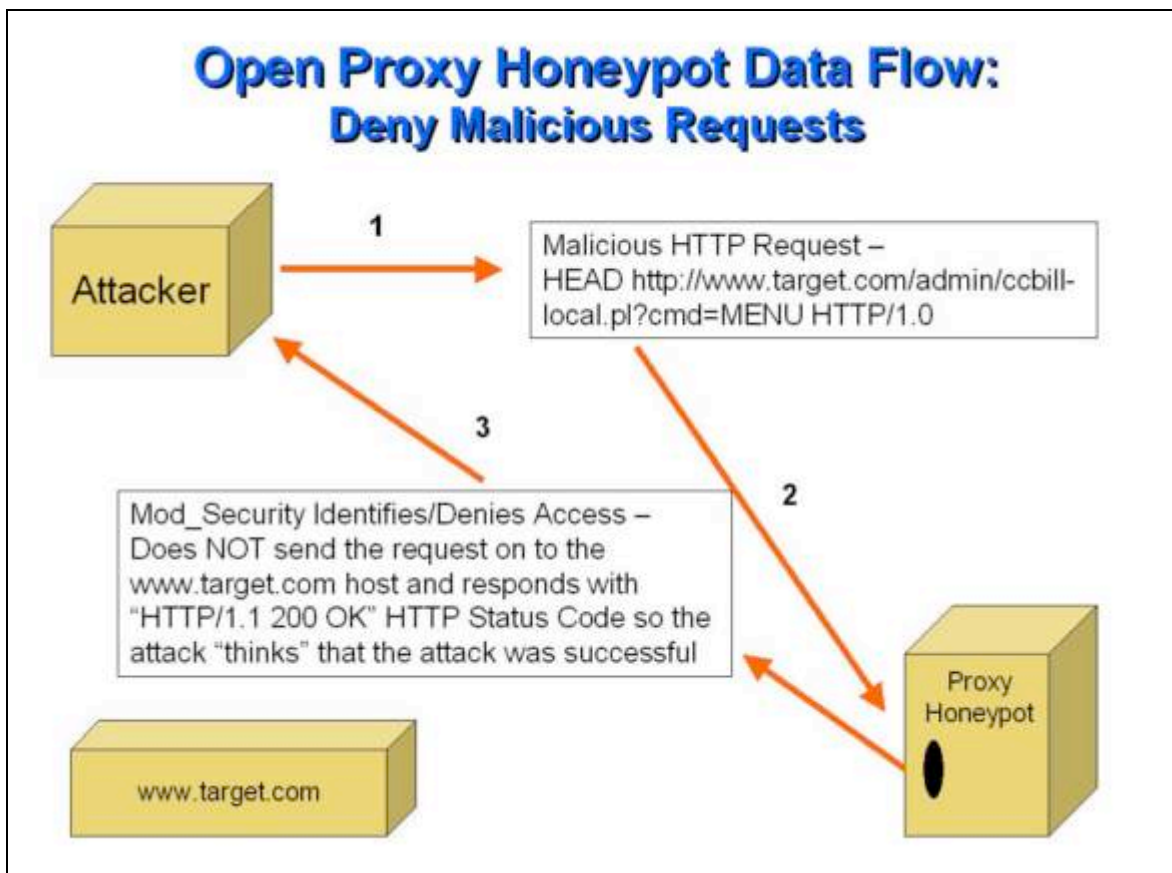 Open Proxy Honeypot Data Flow:
Deny Malicious Requests
Attacker
1
Malicious HTTP Request –
HEAD http://www.target.com/admin/ccbill-
local.pl?cmd=MENU HTTP/1.0
3
2
Mod_Security Identifies/Denies Access –
Does NOT send the request on to the
www.target.com host and responds with
“HTTP/1.1 200 OK” HTTP Status Code so the
attack “thinks” that the attack was successful
Proxy
Honeypot
www.target.com